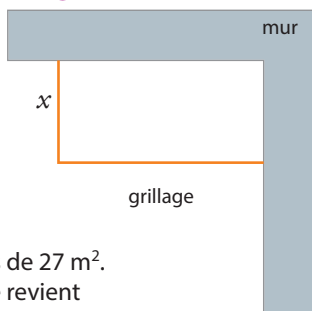 mur
x
grillage
de 27 m².
revient